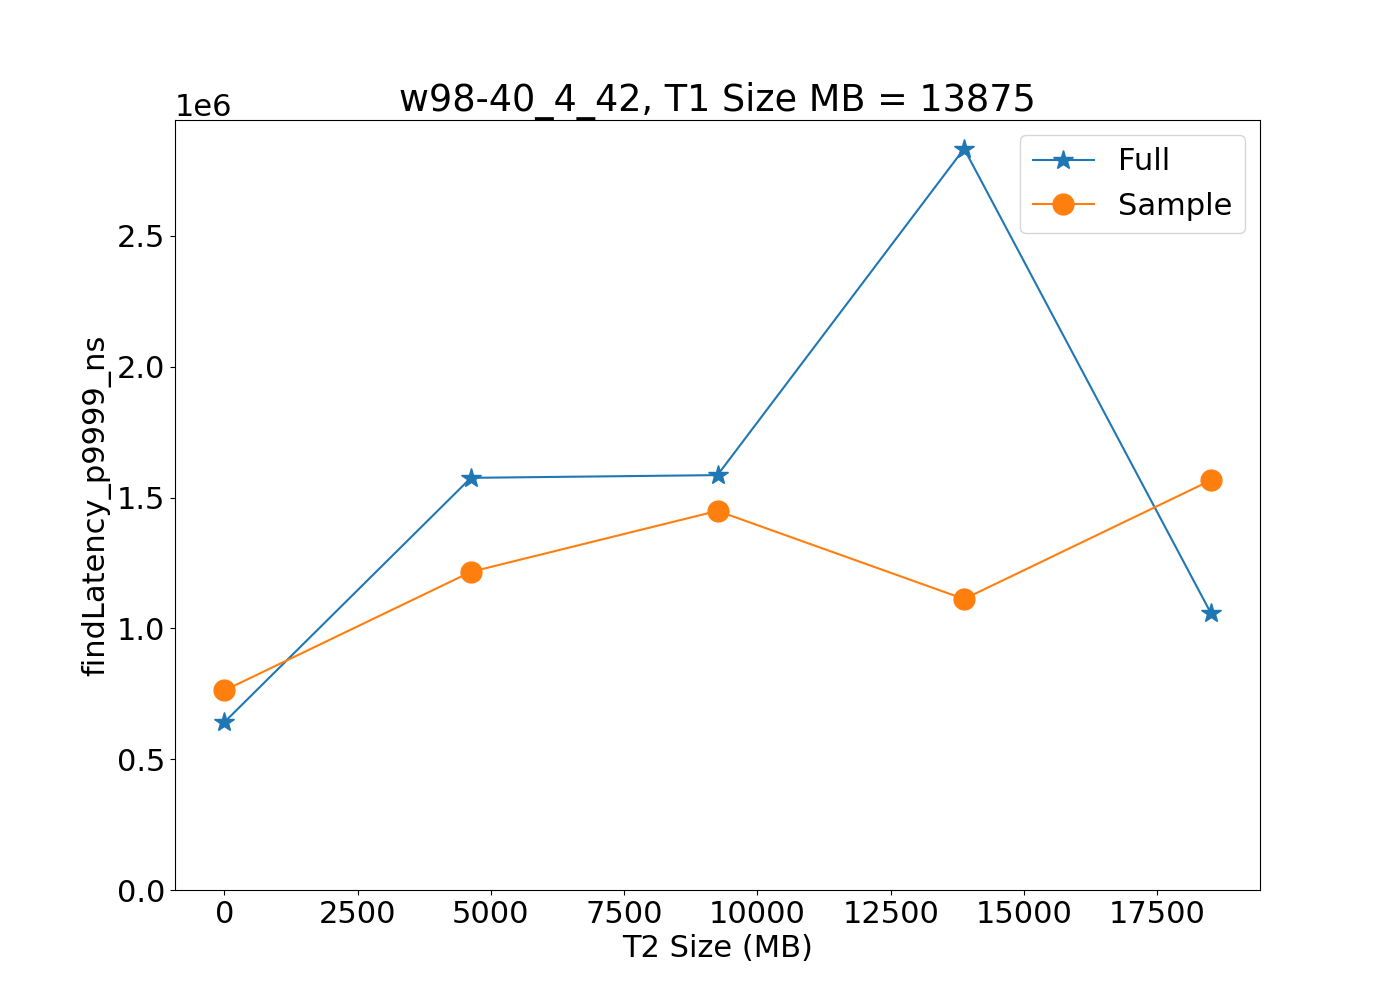 w98-40_4_42, T1 Size MB = 13875
1e6
Full
Sample
findLatency_p9999_ns
2.5
2.0
1.5
1.0
0.5
0.0
0 2500 5000 7500 10000 12500 15000 17500
T2 Size (MB)